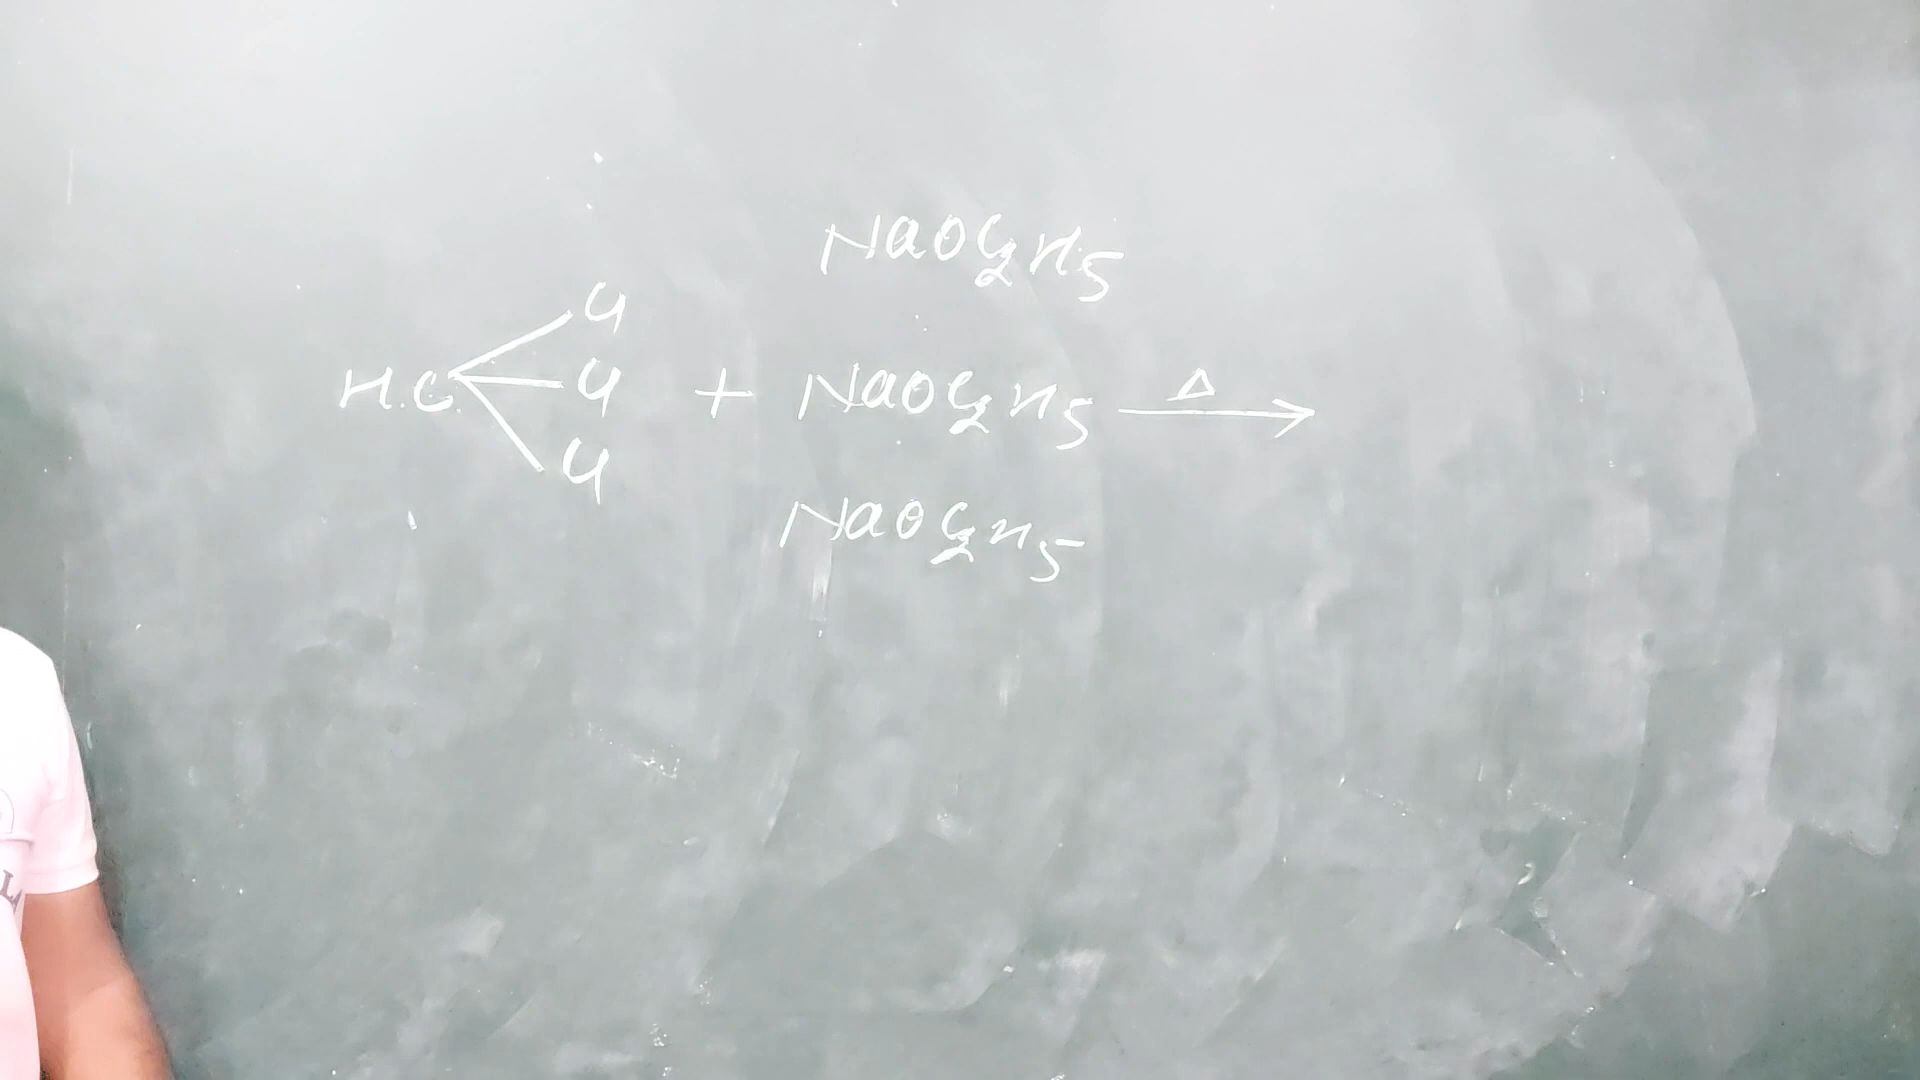 NaOC₂H₅
Cl
H.C. Cl + NaOC₂H₅ Δ →
Cl
NaOC₂H₅